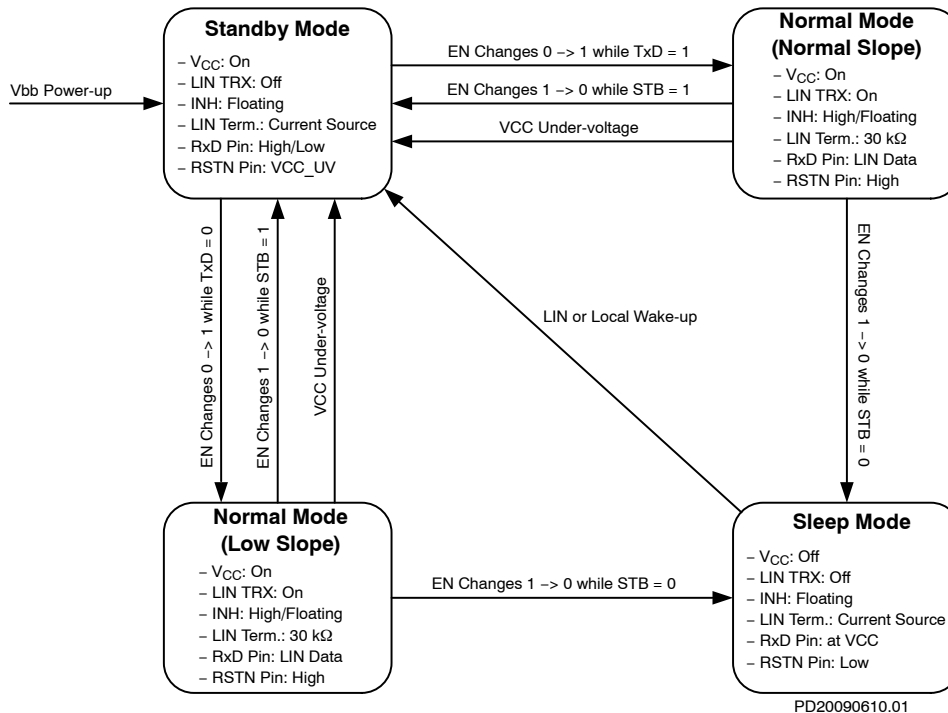 Standby Mode
– VCC: On
– LIN TRX: Off
– INH: Floating
– LIN Term.: Current Source
– RxD Pin: High/Low
– RSTN Pin: VCC_UV
Vbb Power-up
EN Changes 0 -> 1 while TxD = 1
EN Changes 1 -> 0 while STB = 1
VCC Under-voltage
Normal Mode
(Normal Slope)
– VCC: On
– LIN TRX: On
– INH: High/Floating
– LIN Term.: 30 kΩ
– RxD Pin: LIN Data
– RSTN Pin: High
EN Changes 0 -> 1 while TxD = 0
EN Changes 1 -> 0 while STB = 1
VCC Under-voltage
LIN or Local Wake-up
EN Changes 1 -> 0 while STB = 0
Normal Mode
(Low Slope)
– VCC: On
– LIN TRX: On
– INH: High/Floating
– LIN Term.: 30 kΩ
– RxD Pin: LIN Data
– RSTN Pin: High
EN Changes 1 -> 0 while STB = 0
Sleep Mode
– VCC: Off
– LIN TRX: Off
– INH: Floating
– LIN Term.: Current Source
– RxD Pin: at VCC
– RSTN Pin: Low
PD20090610.01